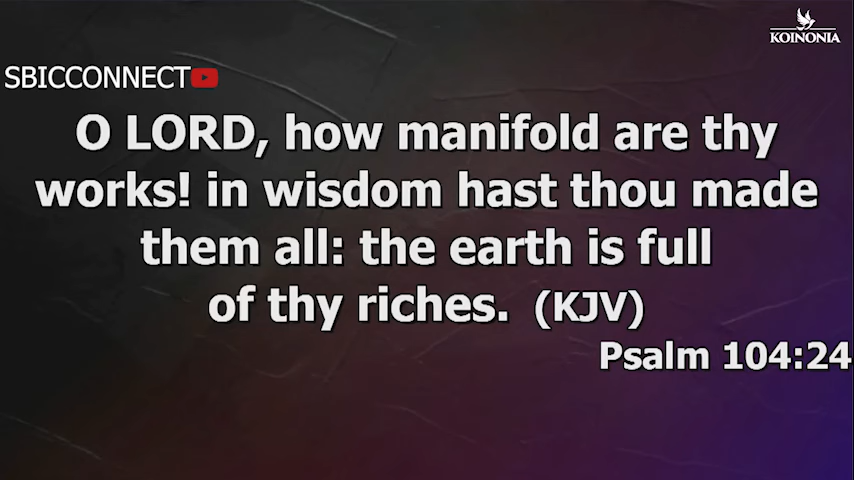 KOINONIA
SBICCONNECT
O LORD, how manifold are thy
works! in wisdom hast thou made
them all: the earth is full
of thy riches. (KJV)
Psalm 104:24